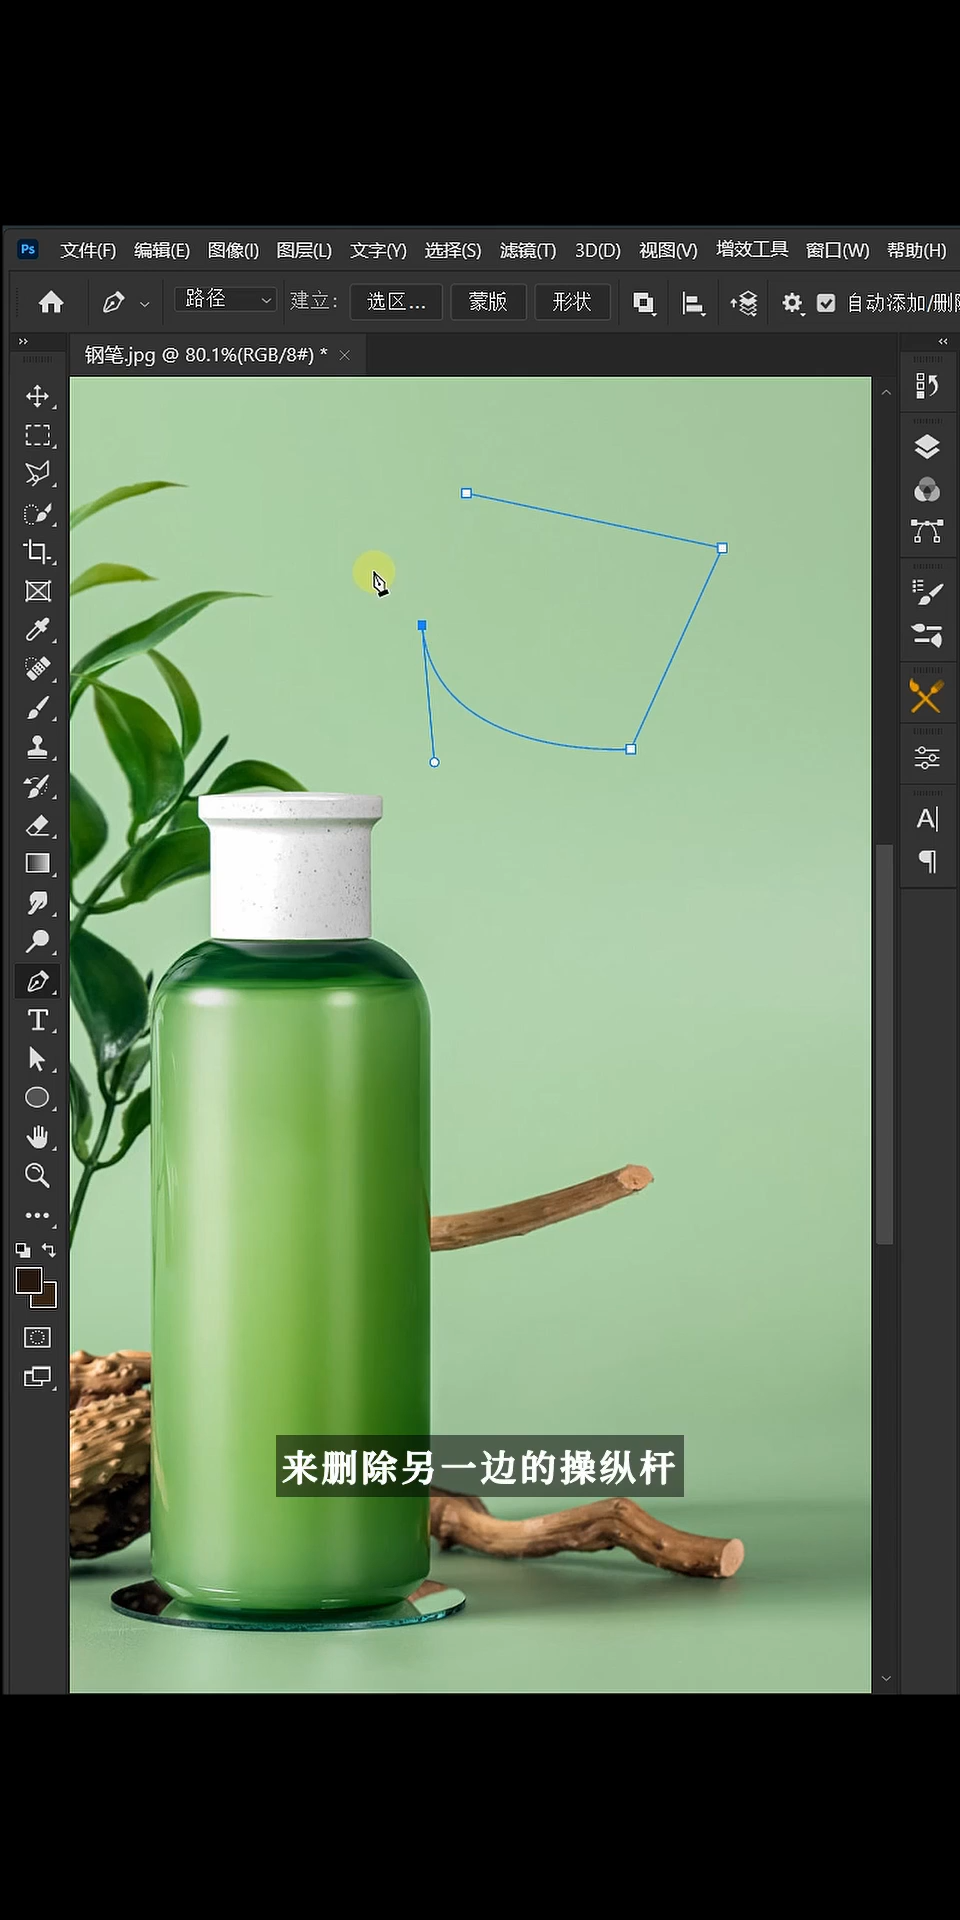 Ps 文件(F) 编辑(E) 图像(I) 图层(L) 文字(Y) 选择(S) 滤镜(T) 3D(D) 视图(V) 增效工具 窗口(W) 帮助(H)
路径 建立: 选区... 蒙版 形状 自动添加/删
钢笔.jpg @ 80.1%(RGB/8#) *
来删除另一边的操纵杆